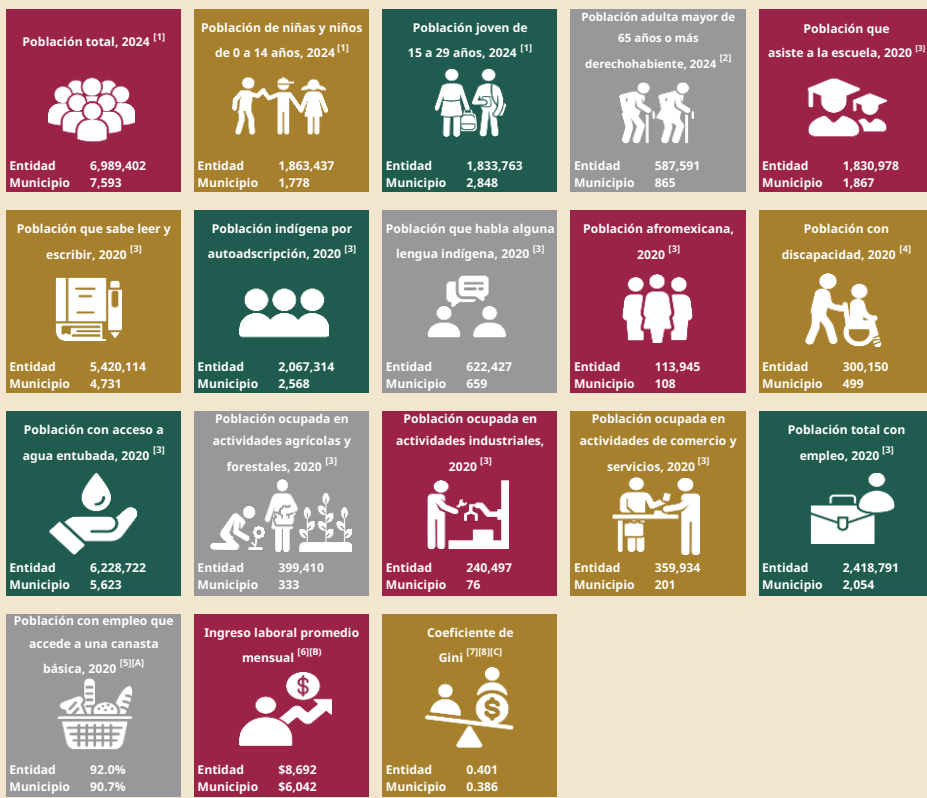 Población total, 2024 [1]
Entidad 6,989,402
Municipio 7,593
Población de niñas y niños
de 0 a 14 años, 2024 [1]
Entidad 1,863,437
Municipio 1,778
Población joven de
15 a 29 años, 2024 [1]
Entidad 1,833,763
Municipio 2,848
Población adulta mayor de
65 años o más
derechohabiente, 2024 [2]
Entidad 587,591
Municipio 865
Población que
asiste a la escuela, 2020 [3]
Entidad 1,830,978
Municipio 1,867
Población que sabe leer y
escribir, 2020 [3]
Entidad 5,420,114
Municipio 4,731
Población indígena por
autoadscripción, 2020 [3]
Entidad 2,067,314
Municipio 2,568
Población que habla alguna
lengua indígena, 2020 [3]
Entidad 622,427
Municipio 659
Población afromexicana,
2020 [3]
Entidad 113,945
Municipio 108
Población con
discapacidad, 2020 [4]
Entidad 300,150
Municipio 499
Población con acceso a
agua entubada, 2020 [3]
Entidad 6,228,722
Municipio 5,623
Población ocupada en
actividades agrícolas y
forestales, 2020 [3]
Entidad 399,410
Municipio 333
Población ocupada en
actividades industriales,
2020 [3]
Entidad 240,497
Municipio 76
Población ocupada en
actividades de comercio y
servicios, 2020 [3]
Entidad 359,934
Municipio 201
Población total con
empleo, 2020 [3]
Entidad 2,418,791
Municipio 2,054
Población con empleo que
accede a una canasta
básica, 2020 [5][A]
Entidad 92.0%
Municipio 90.7%
Ingreso laboral promedio
mensual [6][B]
$
Entidad $8,692
Municipio $6,042
Coeficiente de
Gini [7][8][C]
$
Entidad 0.401
Municipio 0.386